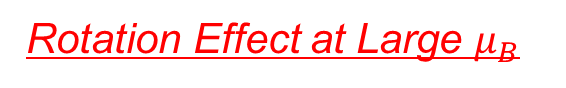 Rotation Effect at Large μ_B